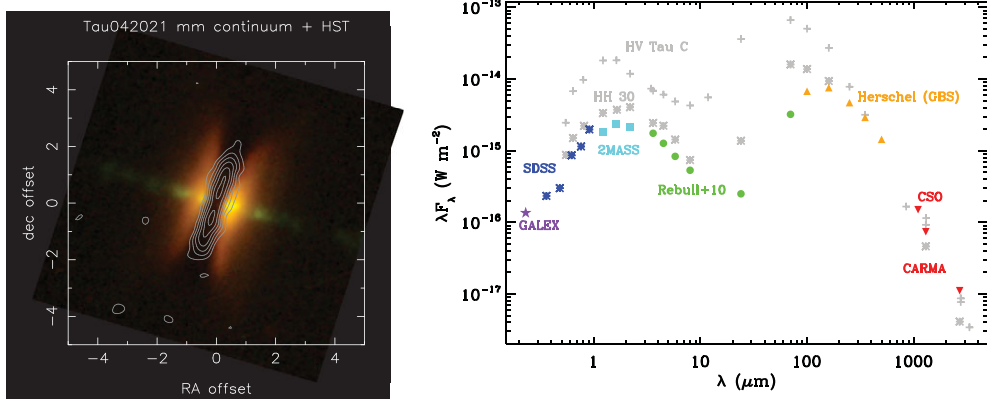 Tau042021 mm continuum + HST
dec offset
4
2
0
−2
−4
−4
−2
0
2
4
RA offset
λFλ (W m−2)
10−13
10−14
10−15
10−16
10−17
HV Tau C
HH 30
2MASS
SDSS
GALEX
Rebull+10
Herschel (GBS)
CSO
CARMA
1
10
100
1000
λ (μm)